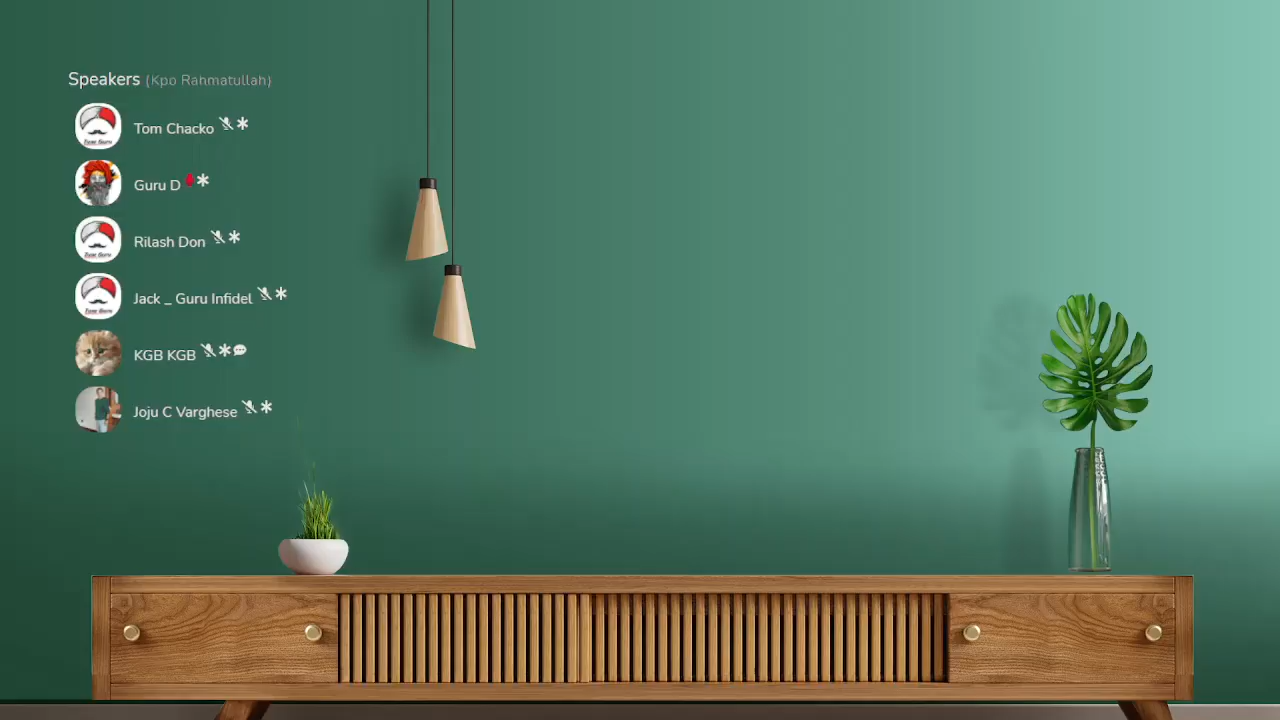 Speakers (Kpo Rahmatullah)
Tom Chacko
Guru D
Rilash Don
Jack _ Guru Infidel
KGB KGB
Joju C Varghese